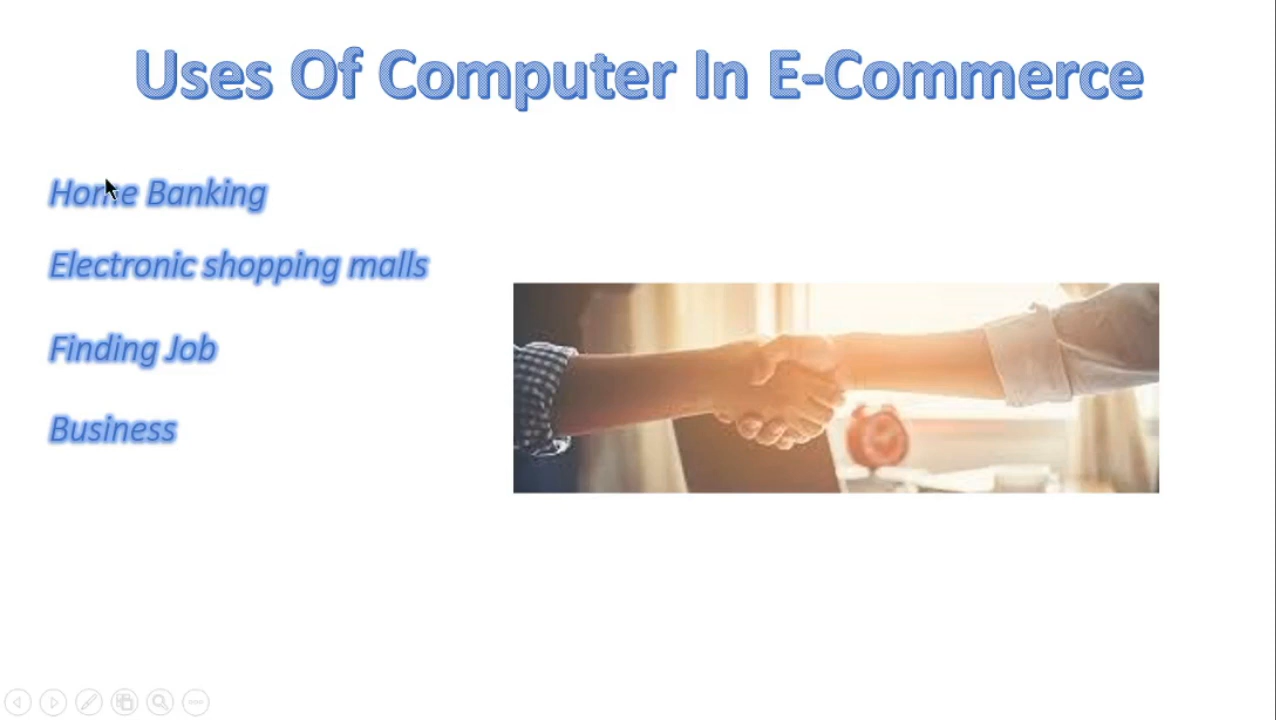 Uses Of Computer In E-Commerce
Home Banking
Electronic shopping malls
Finding Job
Business